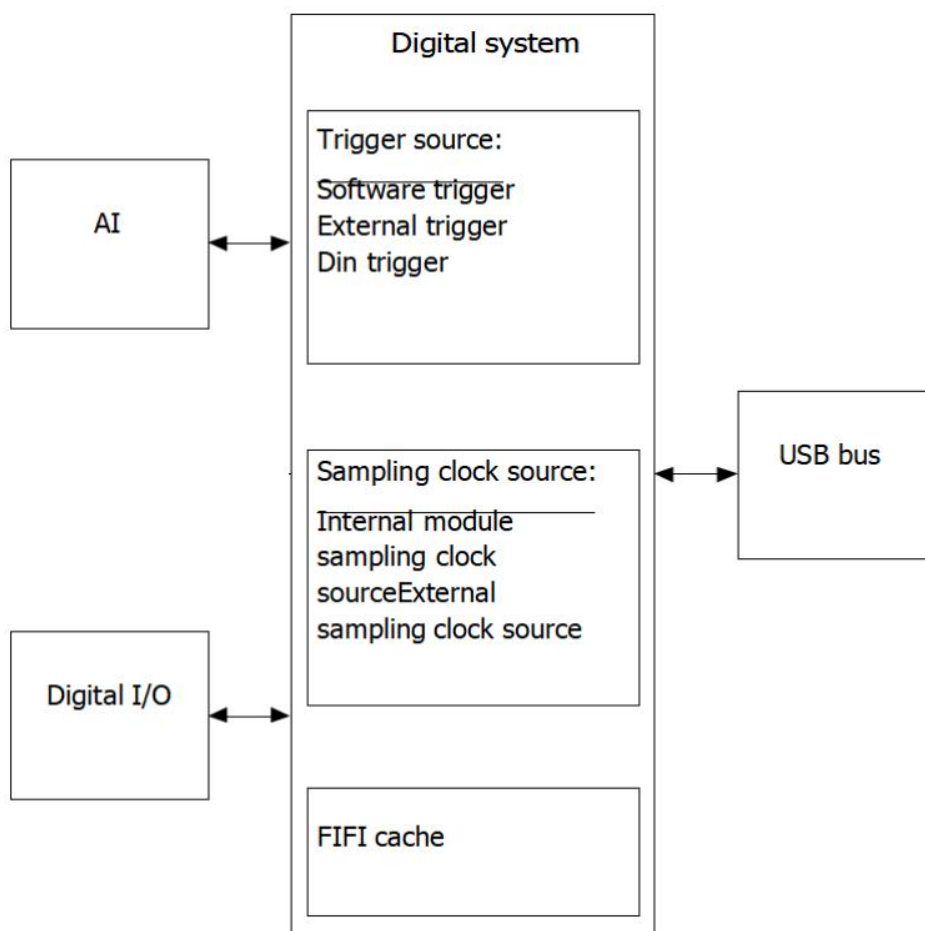 Digital system
Trigger source:
Software trigger
External trigger
Din trigger
AI
Sampling clock source:
Internal module
sampling clock
sourceExternal
sampling clock source
USB bus
Digital I/O
FIFI cache